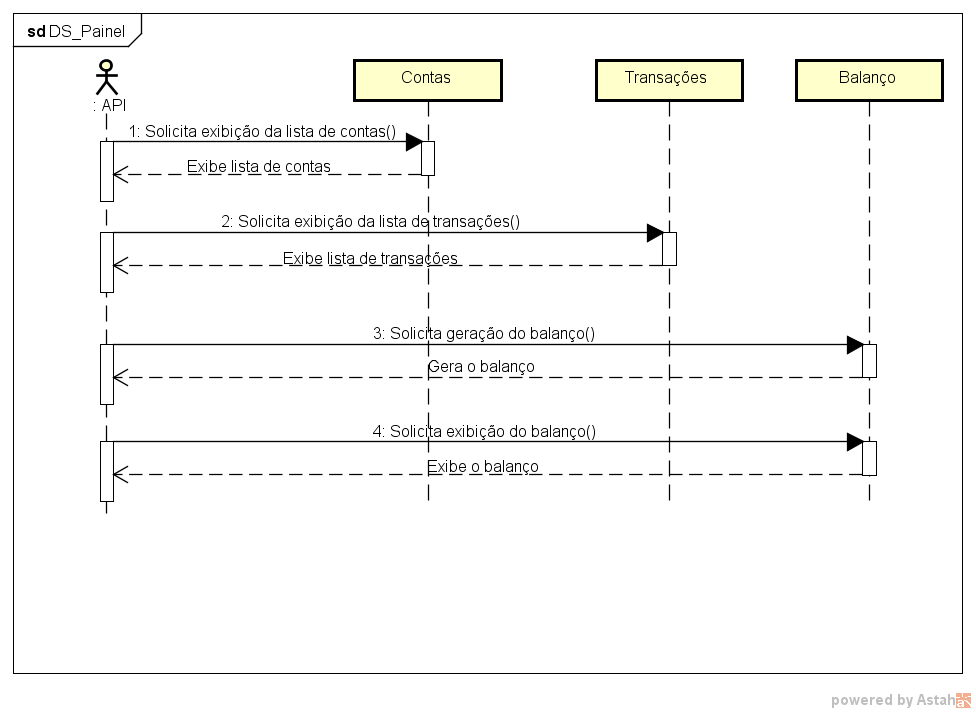 sd DS_Painel
: API
Contas
Transações
Balanço
1: Solicita exibição da lista de contas()
Exibe lista de contas
2: Solicita exibição da lista de transações()
Exibe lista de transações
3: Solicita geração do balanço()
Gera o balanço
4: Solicita exibição do balanço()
Exibe o balanço
powered by Astah